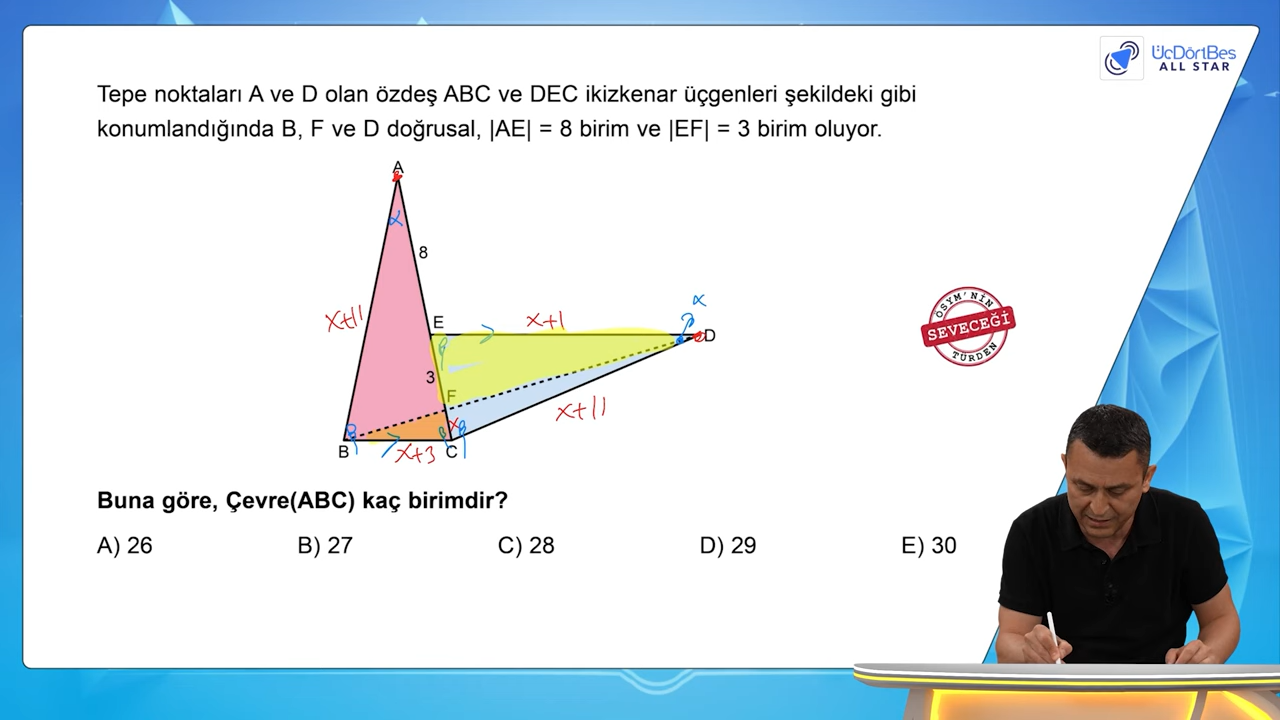 ÜçDörtBeş
ALL STAR
Tepe noktaları A ve D olan özdeş ABC ve DEC ikizkenar üçgenleri şekildeki gibi
konumlandığında B, F ve D doğrusal, |AE| = 8 birim ve |EF| = 3 birim oluyor.
A
α
8
x+11
E
x+1
α
D
β
3
F
x+11
x
β
β
β
B
x+3
C
ÖSYM'NİN
SEVECEĞİ
TÜRDEN
Buna göre, Çevre(ABC) kaç birimdir?
A) 26
B) 27
C) 28
D) 29
E) 30